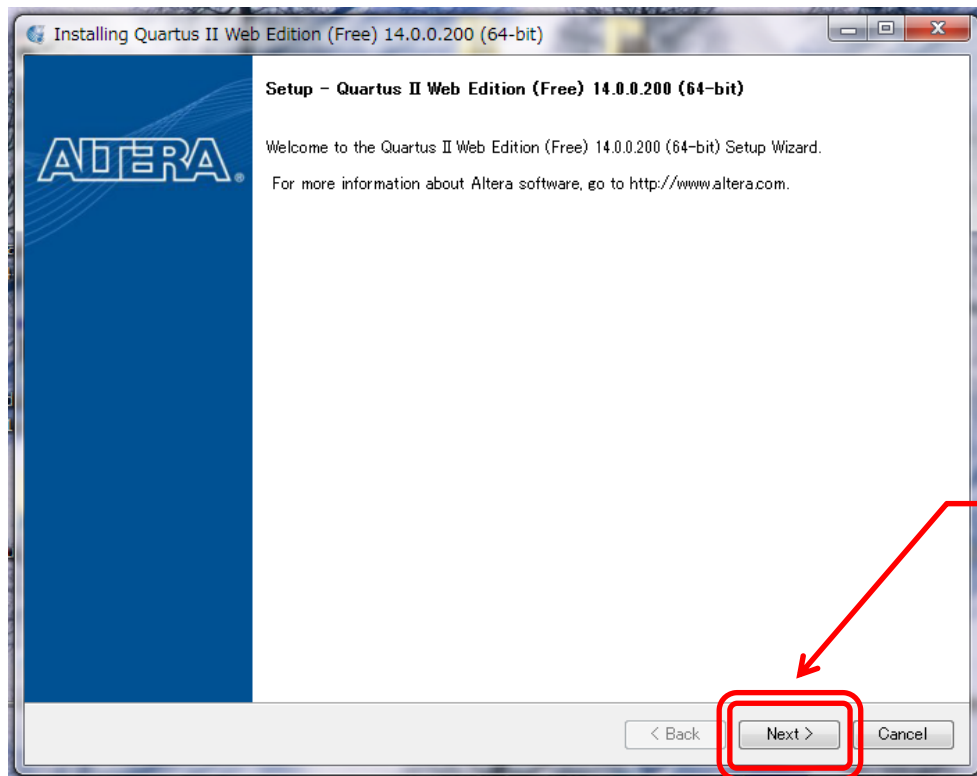 Installing Quartus II Web Edition (Free) 14.0.0.200 (64-bit)
Setup - Quartus II Web Edition (Free) 14.0.0.200 (64-bit)
ALTERA®
Welcome to the Quartus II Web Edition (Free) 14.0.0.200 (64-bit) Setup Wizard.
For more information about Altera software, go to http://www.altera.com.
< Back
Next >
Cancel